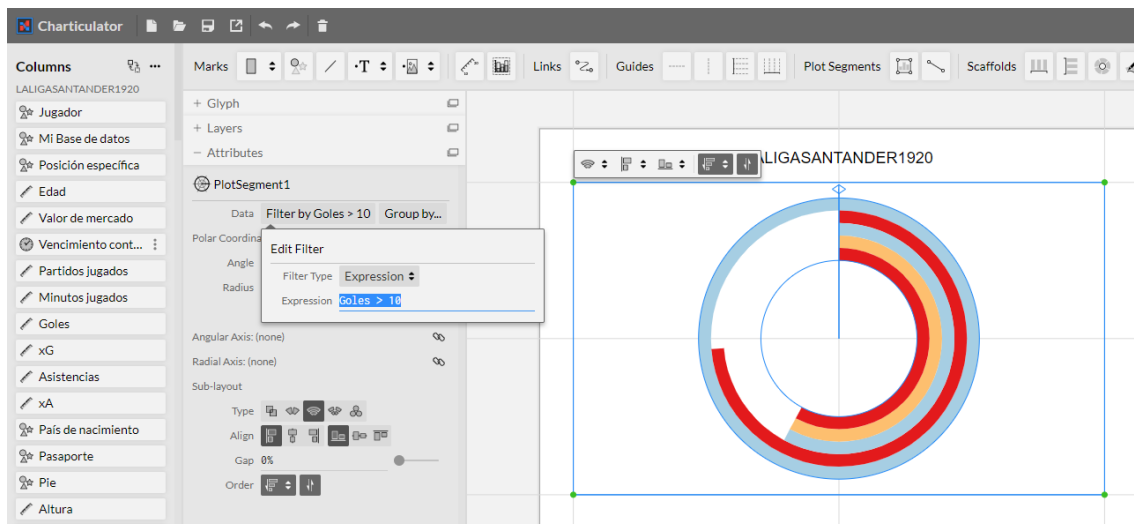 Charticulator
Columns
LALIGASANTANDER1920
Jugador
Mi Base de datos
Posición específica
Edad
Valor de mercado
Vencimiento cont...
Partidos jugados
Minutos jugados
Goles
xG
Asistencias
xA
País de nacimiento
Pasaporte
Pie
Altura
Marks
T
Links
Guides
Plot Segments
Scaffolds
+ Glyph
+ Layers
− Attributes
PlotSegment1
Data Filter by Goles > 10 Group by...
Polar Coordina
Angle
Radius
Edit Filter
Filter Type Expression
Expression Goles > 10
Angular Axis: (none)
Radial Axis: (none)
Sub-layout
Type
Align
Gap 0%
Order
ALIGASANTANDER1920